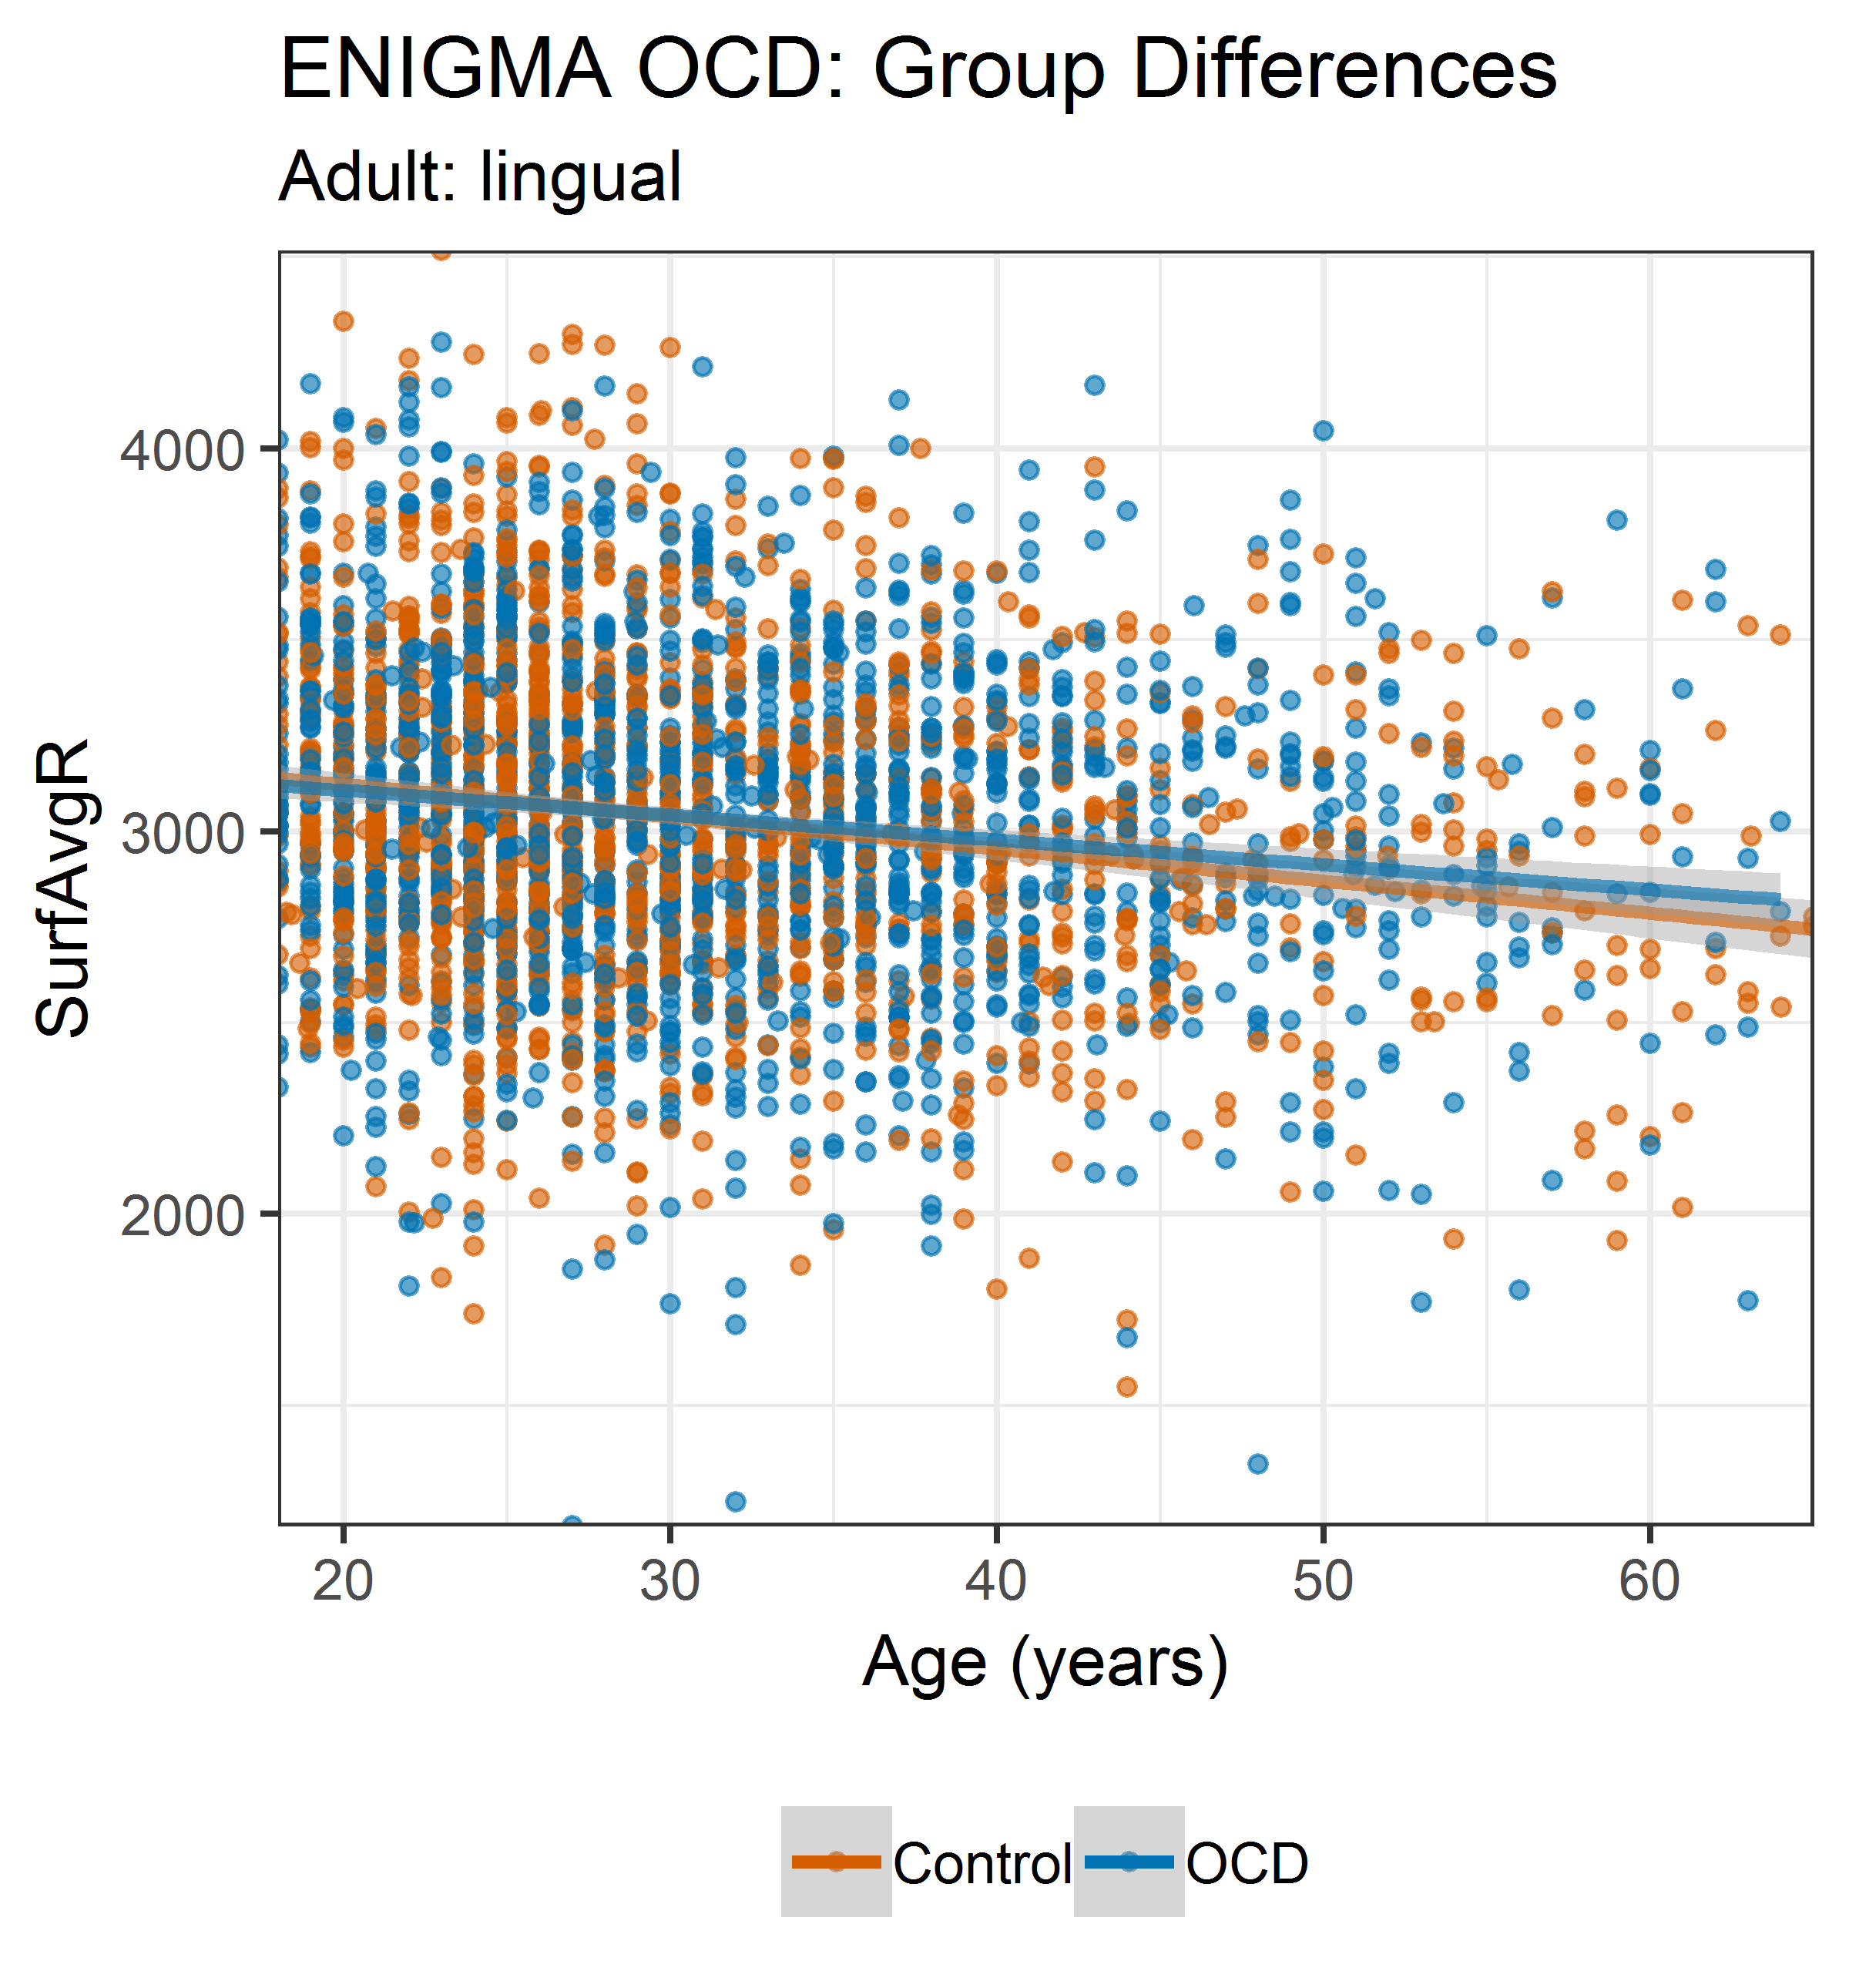 ENIGMA OCD: Group Differences
Adult: lingual
SurfAvgR
4000
3000
2000
20 30 40 50 60
Age (years)
Control OCD